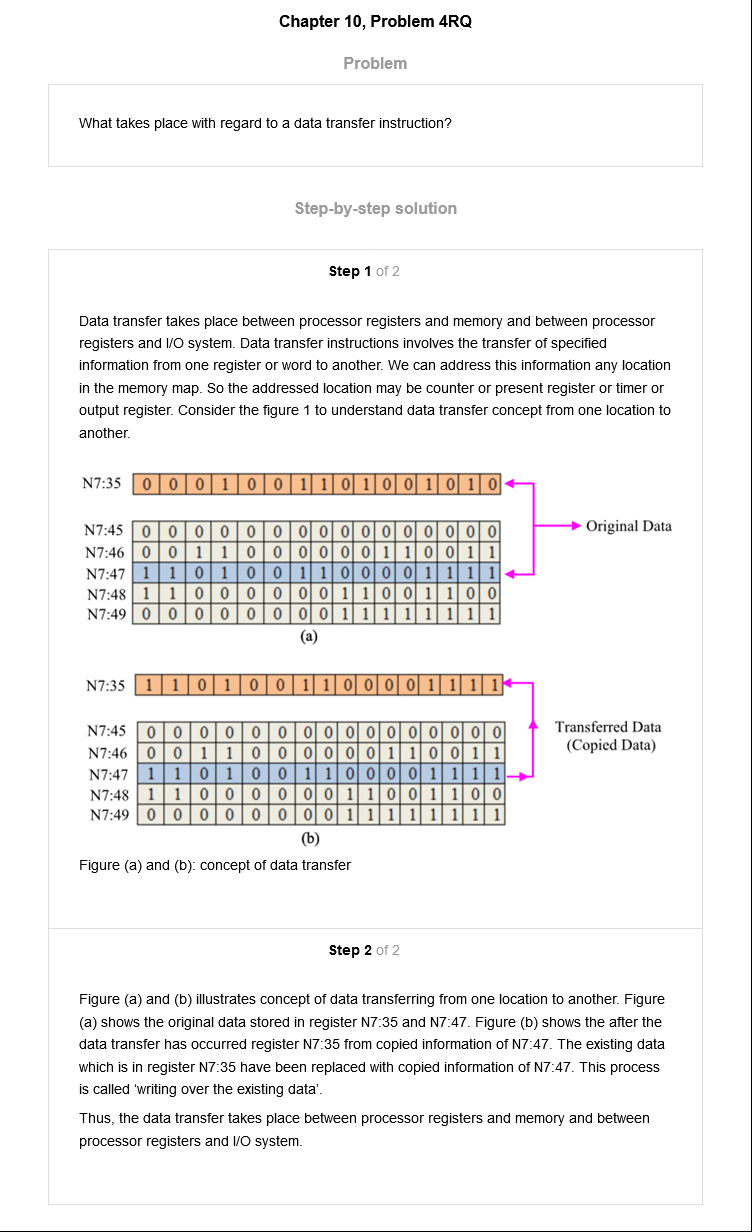 Chapter 10, Problem 4RQ
Problem
What takes place with regard to a data transfer instruction?
Step-by-step solution
Step 1 of 2
Data transfer takes place between processor registers and memory and between processor
registers and I/O system. Data transfer instructions involves the transfer of specified
information from one register or word to another. We can address this information any location
in the memory map. So the addressed location may be counter or present register or timer or
output register. Consider the figure 1 to understand data transfer concept from one location to
another.
N7:35 0 0 0 1 0 0 1 1 0 1 0 0 1 0 1 0
Original Data
N7:45 0 0 0 0 0 0 0 0 0 0 0 0 0 0 0 0
N7:46 0 0 1 1 0 0 0 0 0 0 1 1 0 0 1 1
N7:47 1 1 0 1 0 0 1 1 0 0 0 0 1 1 1 1
N7:48 1 1 0 0 0 0 0 0 1 1 0 0 1 1 0 0
N7:49 0 0 0 0 0 0 0 0 1 1 1 1 1 1 1 1
(a)
N7:35 1 1 0 1 0 0 1 1 0 0 0 0 1 1 1 1
Transferred Data
(Copied Data)
N7:45 0 0 0 0 0 0 0 0 0 0 0 0 0 0 0 0
N7:46 0 0 1 1 0 0 0 0 0 0 1 1 0 0 1 1
N7:47 1 1 0 1 0 0 1 1 0 0 0 0 1 1 1 1
N7:48 1 1 0 0 0 0 0 0 1 1 0 0 1 1 0 0
N7:49 0 0 0 0 0 0 0 0 1 1 1 1 1 1 1 1
(b)
Figure (a) and (b): concept of data transfer
Step 2 of 2
Figure (a) and (b) illustrates concept of data transferring from one location to another. Figure
(a) shows the original data stored in register N7:35 and N7:47. Figure (b) shows the after the
data transfer has occurred register N7:35 from copied information of N7:47. The existing data
which is in register N7:35 have been replaced with copied information of N7:47. This process
is called ‘writing over the existing data’.
Thus, the data transfer takes place between processor registers and memory and between
processor registers and I/O system.